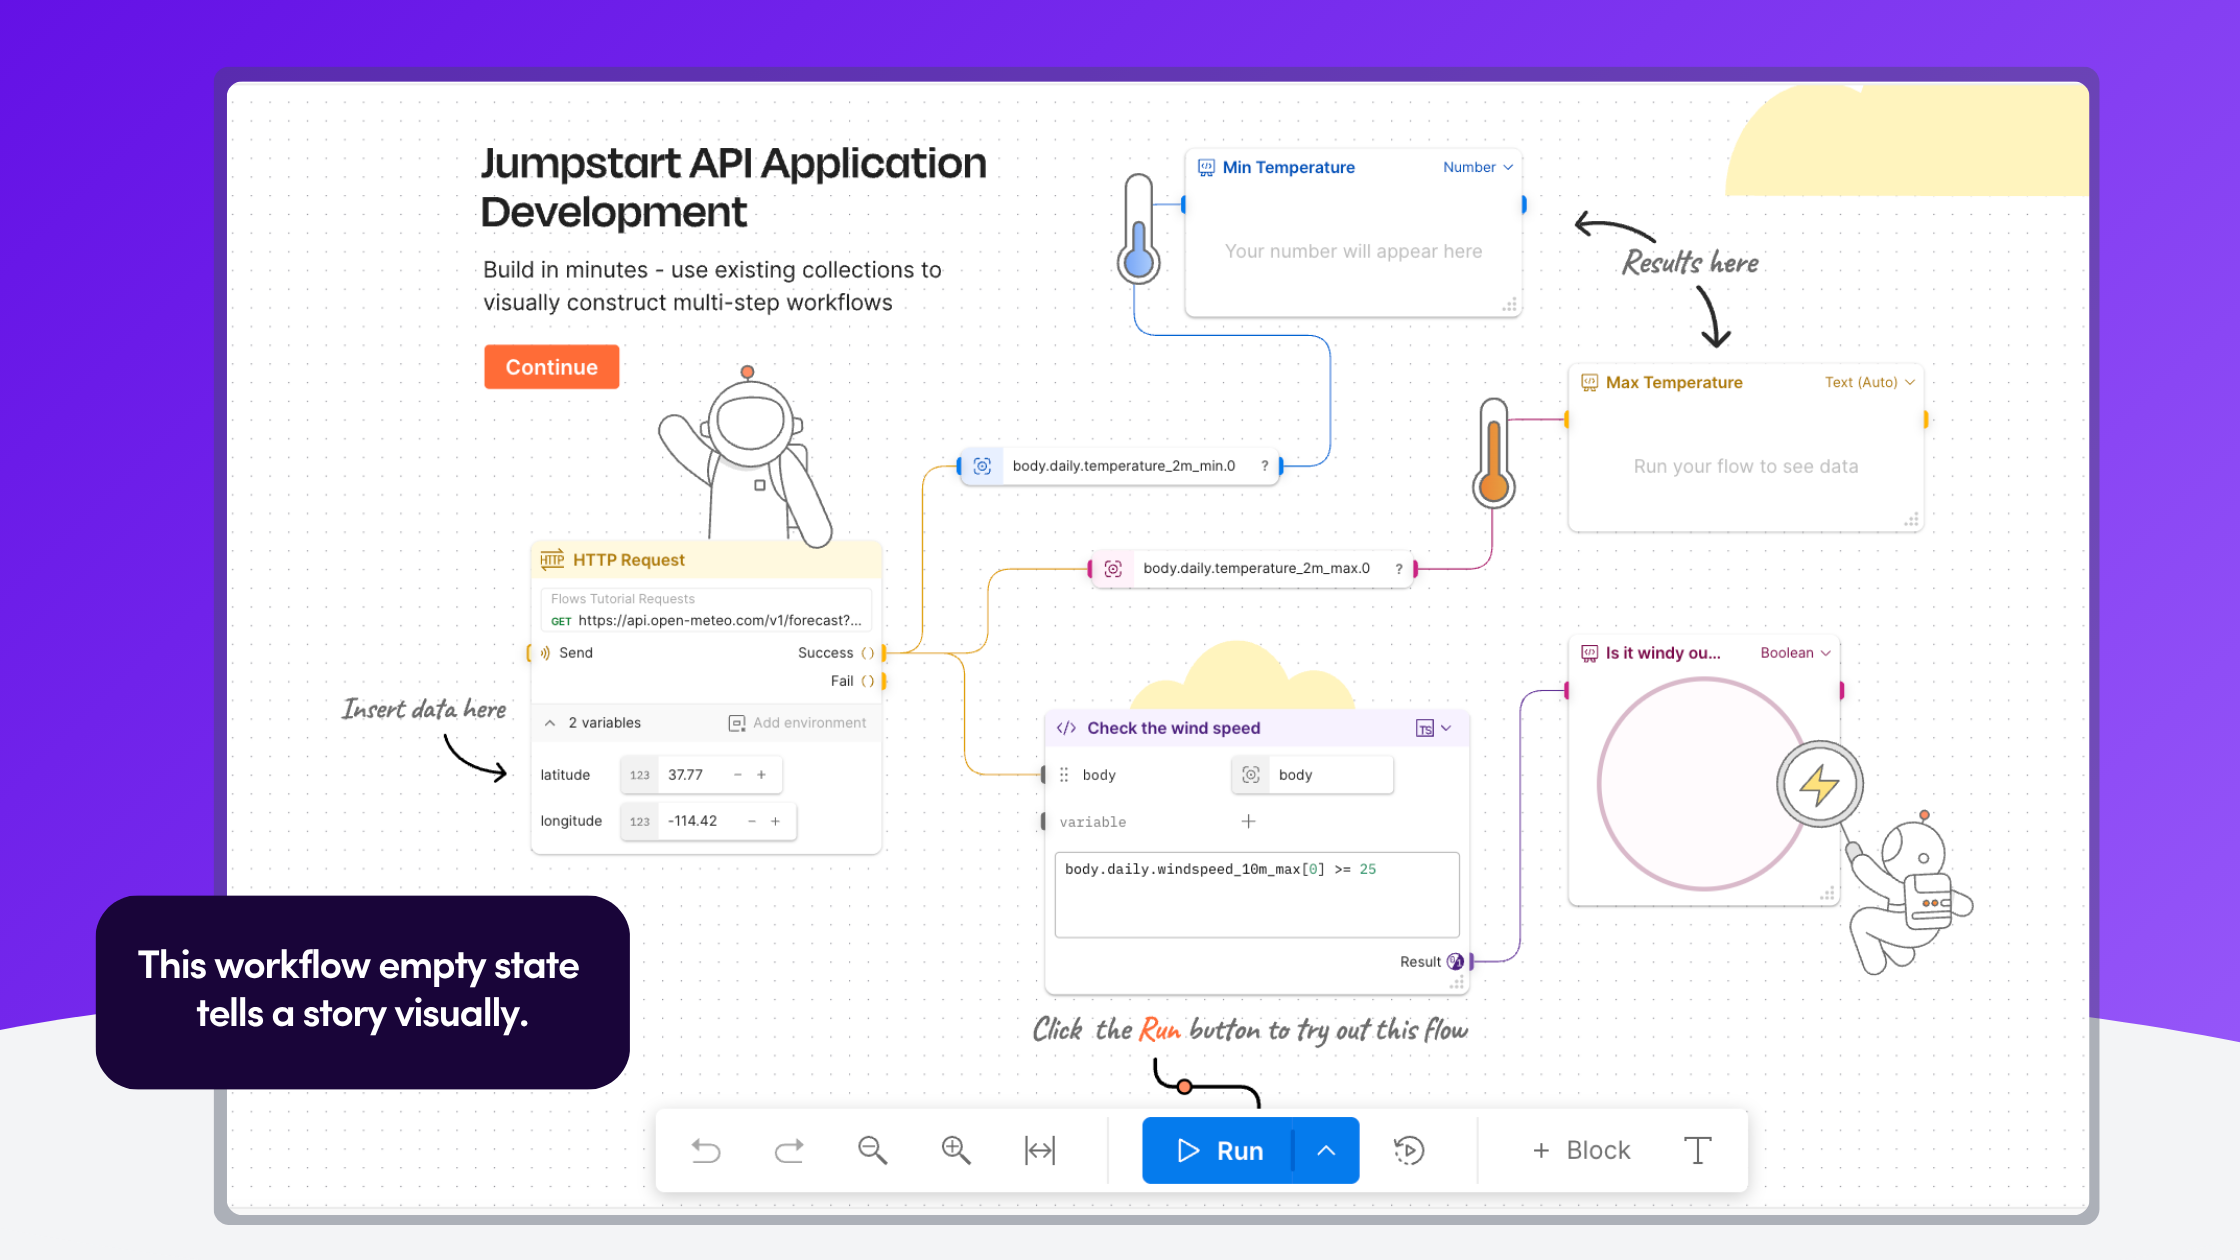 Jumpstart API Application
Development
Build in minutes - use existing collections to
visually construct multi-step workflows
Continue
Min Temperature
Number
Your number will appear here
Results here
Max Temperature
Text (Auto)
Run your flow to see data
body.daily.temperature_2m_min.0 ?
body.daily.temperature_2m_max.0 ?
HTTP
HTTP Request
Flows Tutorial Requests
GET https://api.open-meteo.com/v1/forecast?...
Send
Success ()
Fail ()
2 variables
Add environment
latitude
123 37.77 - +
longitude
123 -114.42 - +
Insert data here
</> Check the wind speed
TS
body
body
variable +
body.daily.windspeed_10m_max[0] >= 25
Result
Is it windy ou...
Boolean
This workflow empty state
tells a story visually.
Click the Run button to try out this flow
Run
+ Block
T